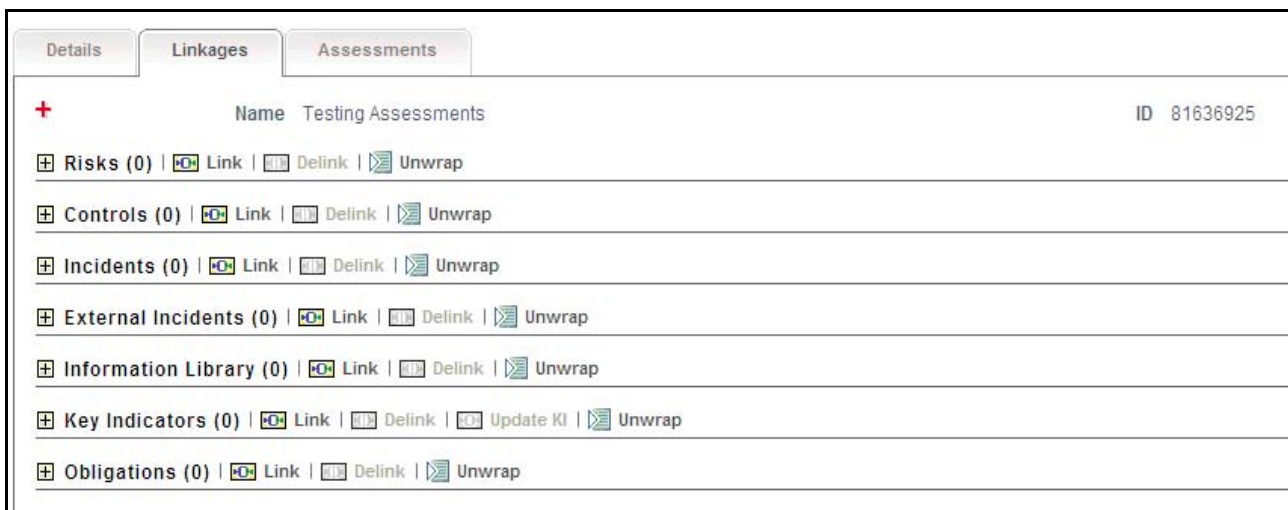 Details Linkages Assessments
Name Testing Assessments ID 81636925
Risks (0) | Link | Delink | Unwrap
Controls (0) | Link | Delink | Unwrap
Incidents (0) | Link | Delink | Unwrap
External Incidents (0) | Link | Delink | Unwrap
Information Library (0) | Link | Delink | Unwrap
Key Indicators (0) | Link | Delink | Update KI | Unwrap
Obligations (0) | Link | Delink | Unwrap